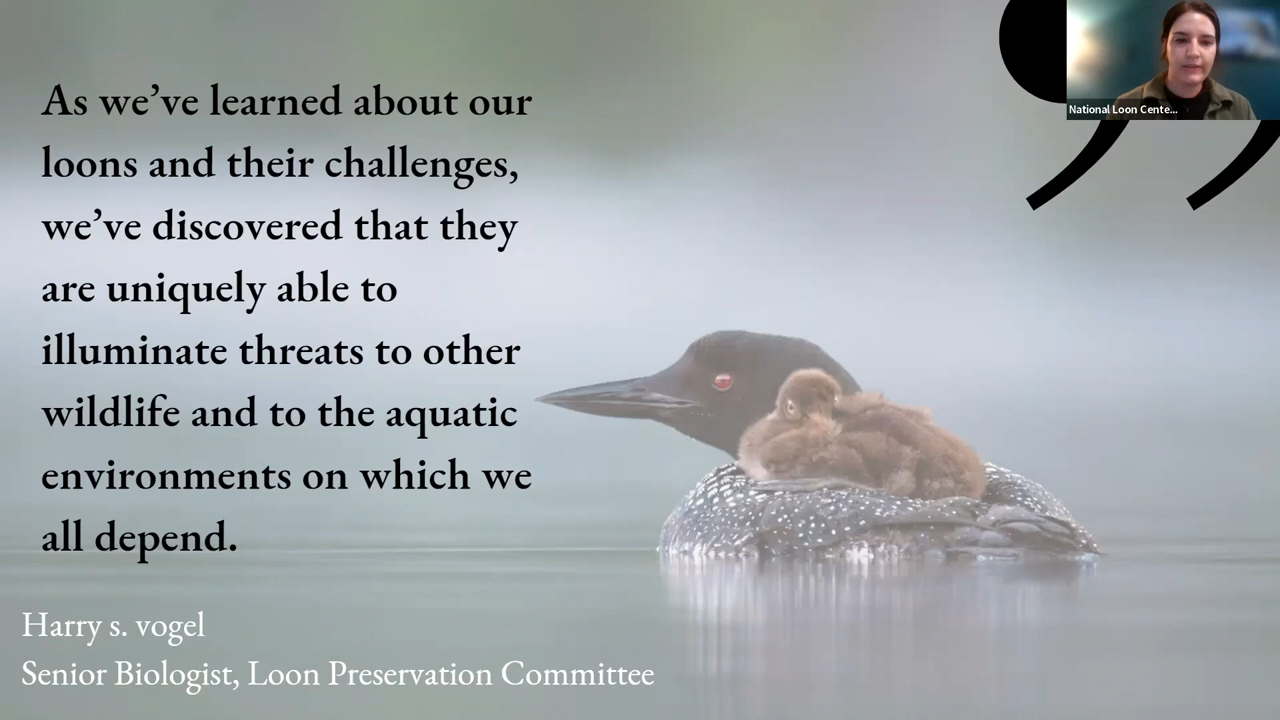 As we’ve learned about our
loons and their challenges,
we’ve discovered that they
are uniquely able to
illuminate threats to other
wildlife and to the aquatic
environments on which we
all depend.
Harry s. vogel
Senior Biologist, Loon Preservation Committee
National Loon Cente...